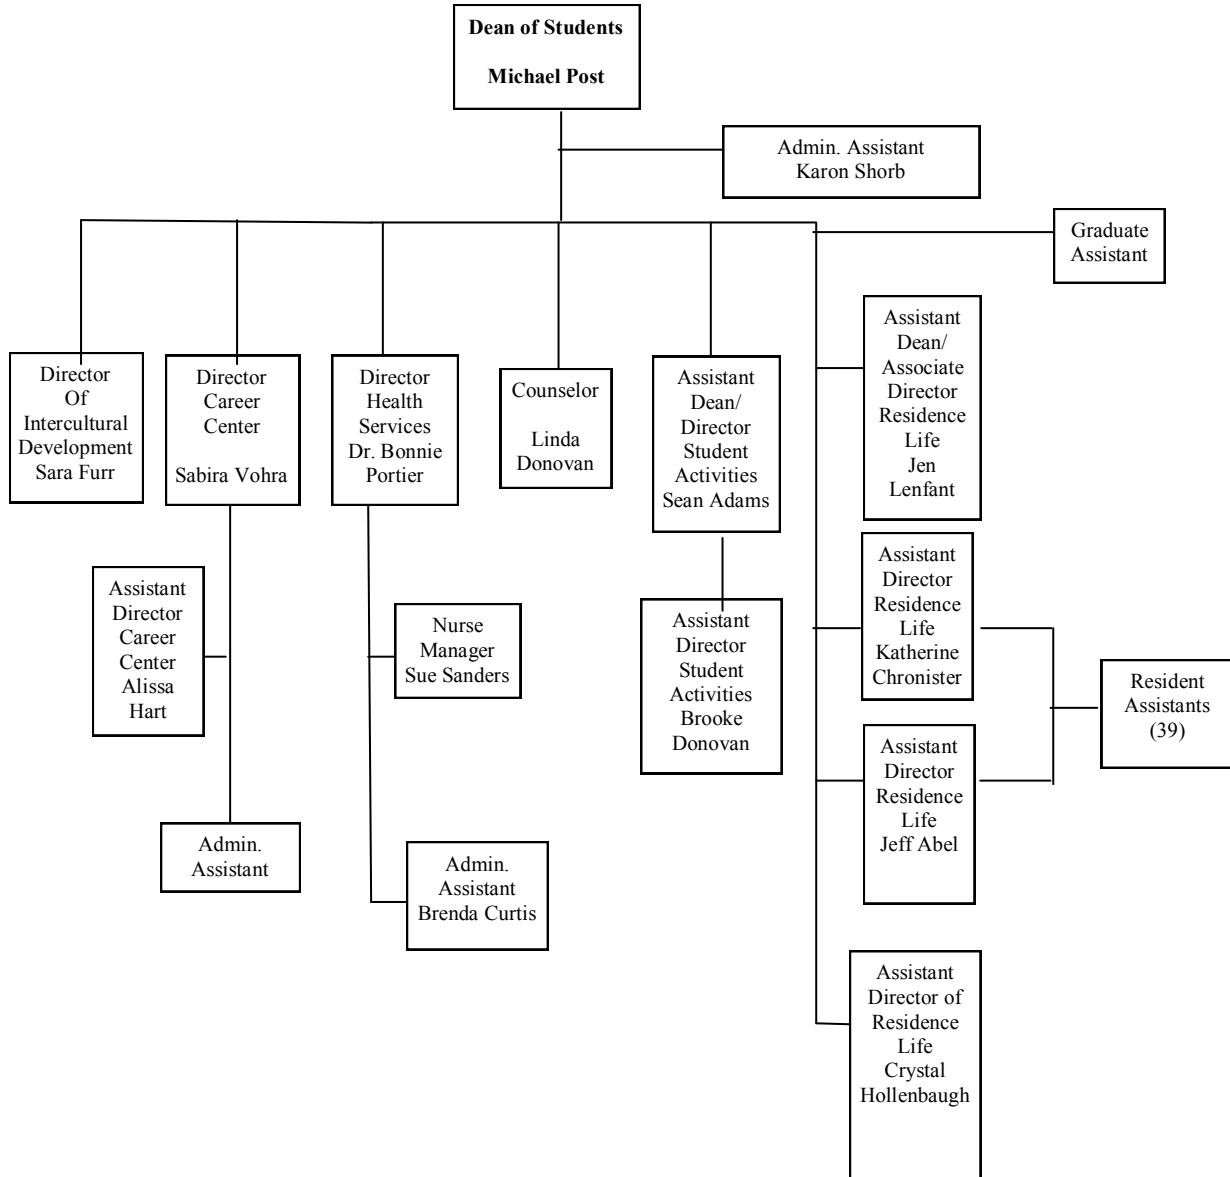 Dean of Students
Michael Post
Admin. Assistant
Karon Shorb
Graduate
Assistant
Director
Of
Intercultural
Development
Sara Furr
Director
Career
Center
Sabira Vohra
Director
Health
Services
Dr. Bonnie
Portier
Counselor
Linda
Donovan
Assistant
Dean/
Director
Student
Activities
Sean Adams
Assistant
Dean/
Associate
Director
Residence
Life
Jen
Lenfant
Assistant
Director
Career
Center
Alissa
Hart
Nurse
Manager
Sue Sanders
Assistant
Director
Student
Activities
Brooke
Donovan
Assistant
Director
Residence
Life
Katherine
Chronister
Resident
Assistants
(39)
Assistant
Director
Residence
Life
Jeff Abel
Admin.
Assistant
Admin.
Assistant
Brenda Curtis
Assistant
Director of
Residence
Life
Crystal
Hollenbaugh